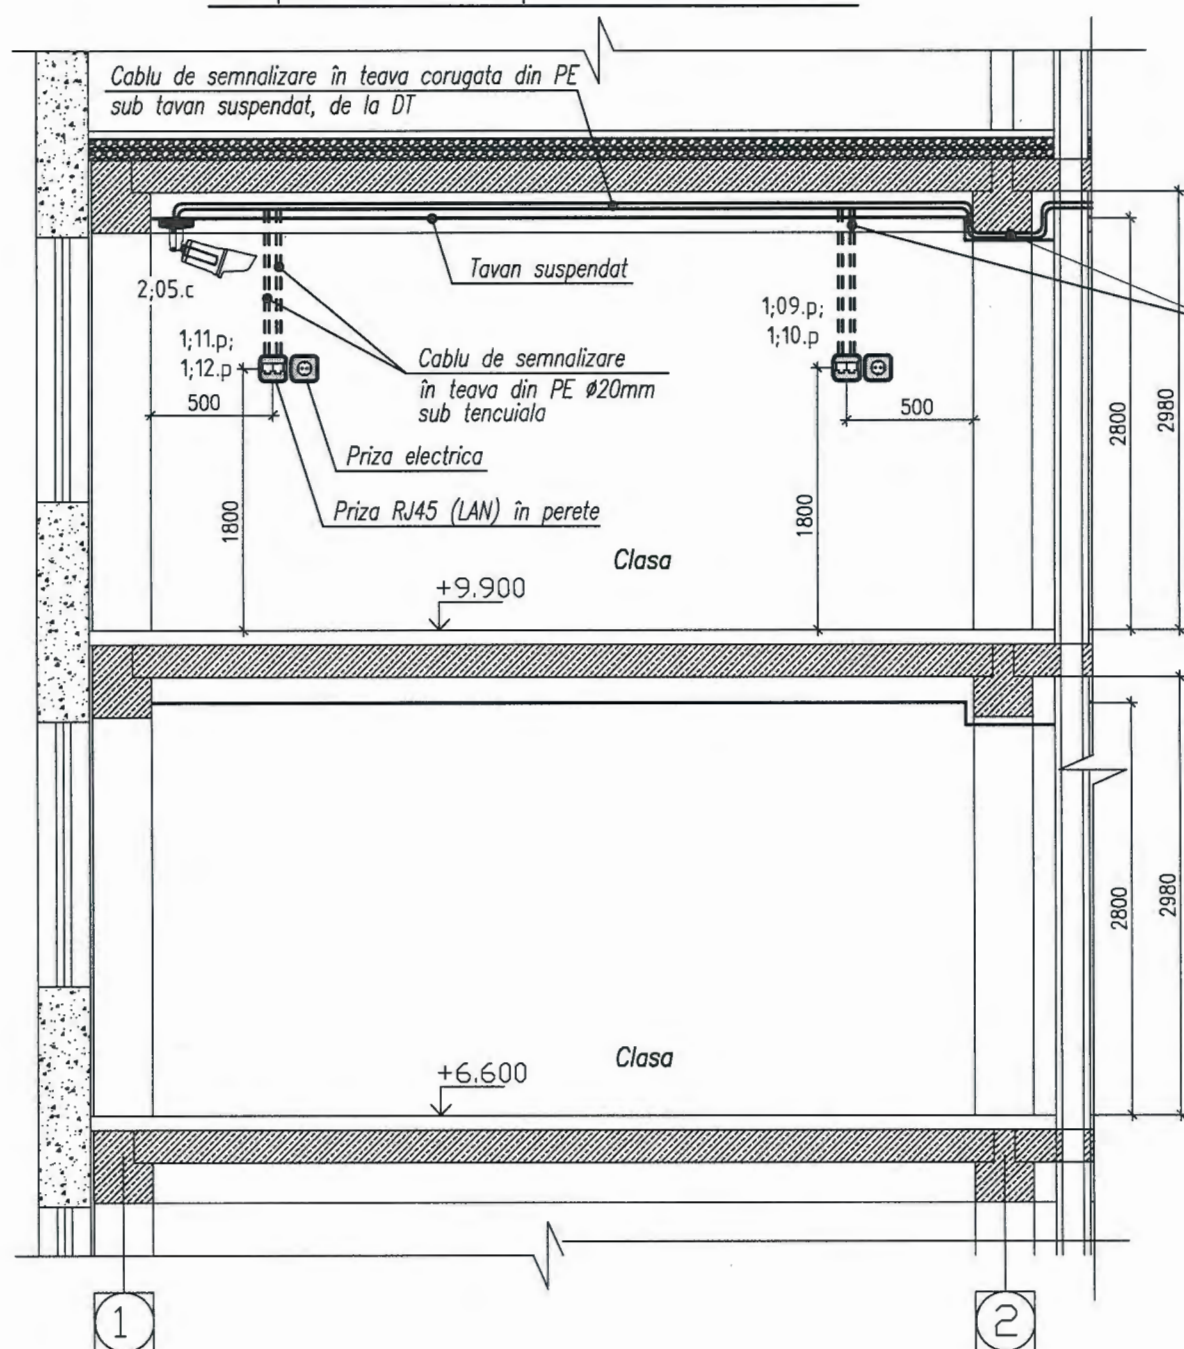 Cablu de semnalizare în teava corugata din PE
sub tavan suspendat, de la DT
Tavan suspendat
2;05.c
1;09.p;
1;10.p
1;11.p;
1;12.p
Cablu de semnalizare
în teava din PE ø20mm
sub tencuiala
500
500
2800
2980
Priza electrica
Priza RJ45 (LAN) în perete
1800
1800
Clasa
+9.900
2800
2980
Clasa
+6.600
1
2